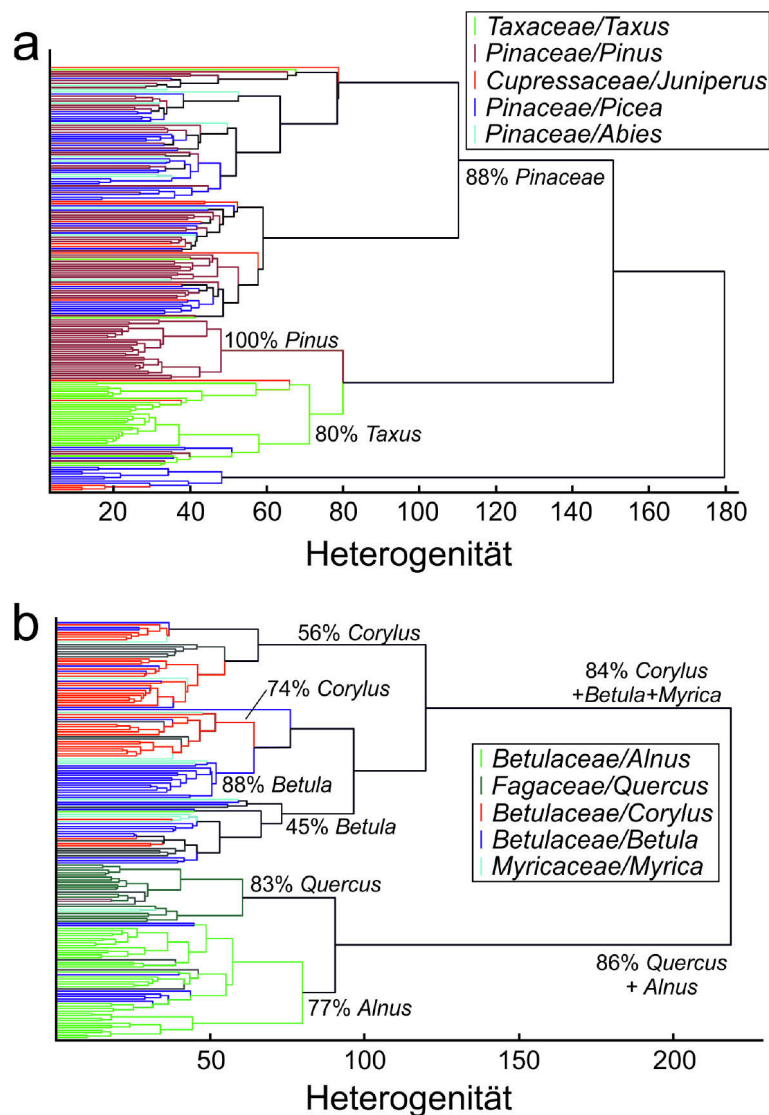 a
Taxaceae/Taxus
Pinaceae/Pinus
Cupressaceae/Juniperus
Pinaceae/Picea
Pinaceae/Abies
88% Pinaceae
100% Pinus
80% Taxus
20 40 60 80 100 120 140 160 180
Heterogenität
b
56% Corylus
84% Corylus
+Betula+Myrica
74% Corylus
Betulaceae/Alnus
Fagaceae/Quercus
Betulaceae/Corylus
Betulaceae/Betula
Myricaceae/Myrica
88% Betula
45% Betula
83% Quercus
86% Quercus
+ Alnus
77% Alnus
50 100 150 200
Heterogenität